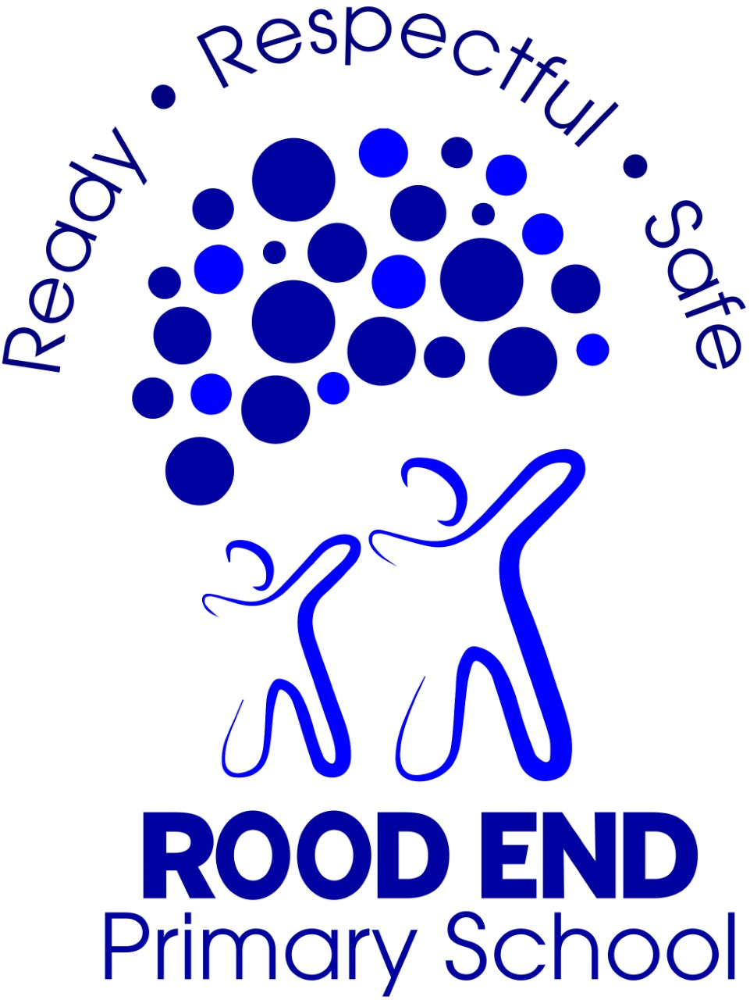 Ready • Respectful • Safe
ROOD END
Primary School